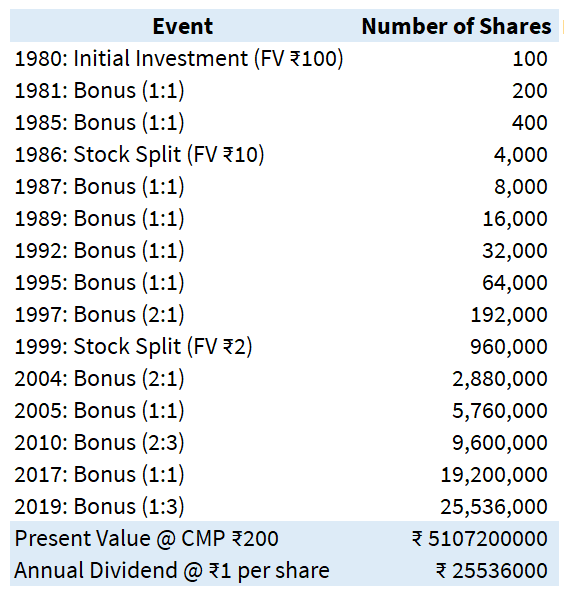 Event Number of Shares
1980: Initial Investment (FV ₹100) 100
1981: Bonus (1:1) 200
1985: Bonus (1:1) 400
1986: Stock Split (FV ₹10) 4,000
1987: Bonus (1:1) 8,000
1989: Bonus (1:1) 16,000
1992: Bonus (1:1) 32,000
1995: Bonus (1:1) 64,000
1997: Bonus (2:1) 192,000
1999: Stock Split (FV ₹2) 960,000
2004: Bonus (2:1) 2,880,000
2005: Bonus (1:1) 5,760,000
2010: Bonus (2:3) 9,600,000
2017: Bonus (1:1) 19,200,000
2019: Bonus (1:3) 25,536,000
Present Value @ CMP ₹200 ₹ 5107200000
Annual Dividend @ ₹1 per share ₹ 25536000